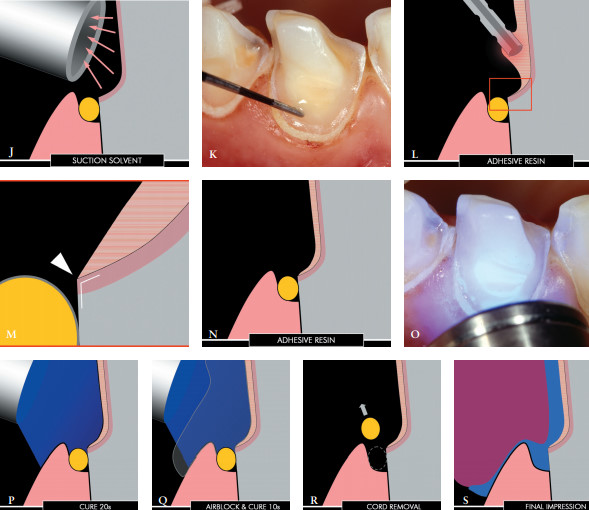 J
SUCTION SOLVENT
K
L
ADHESIVE RESIN
M
N
ADHESIVE RESIN
O
P
CURE 20s
Q
AIRBLOCK & CURE 10s
R
CORD REMOVAL
S
FINAL IMPRESSION